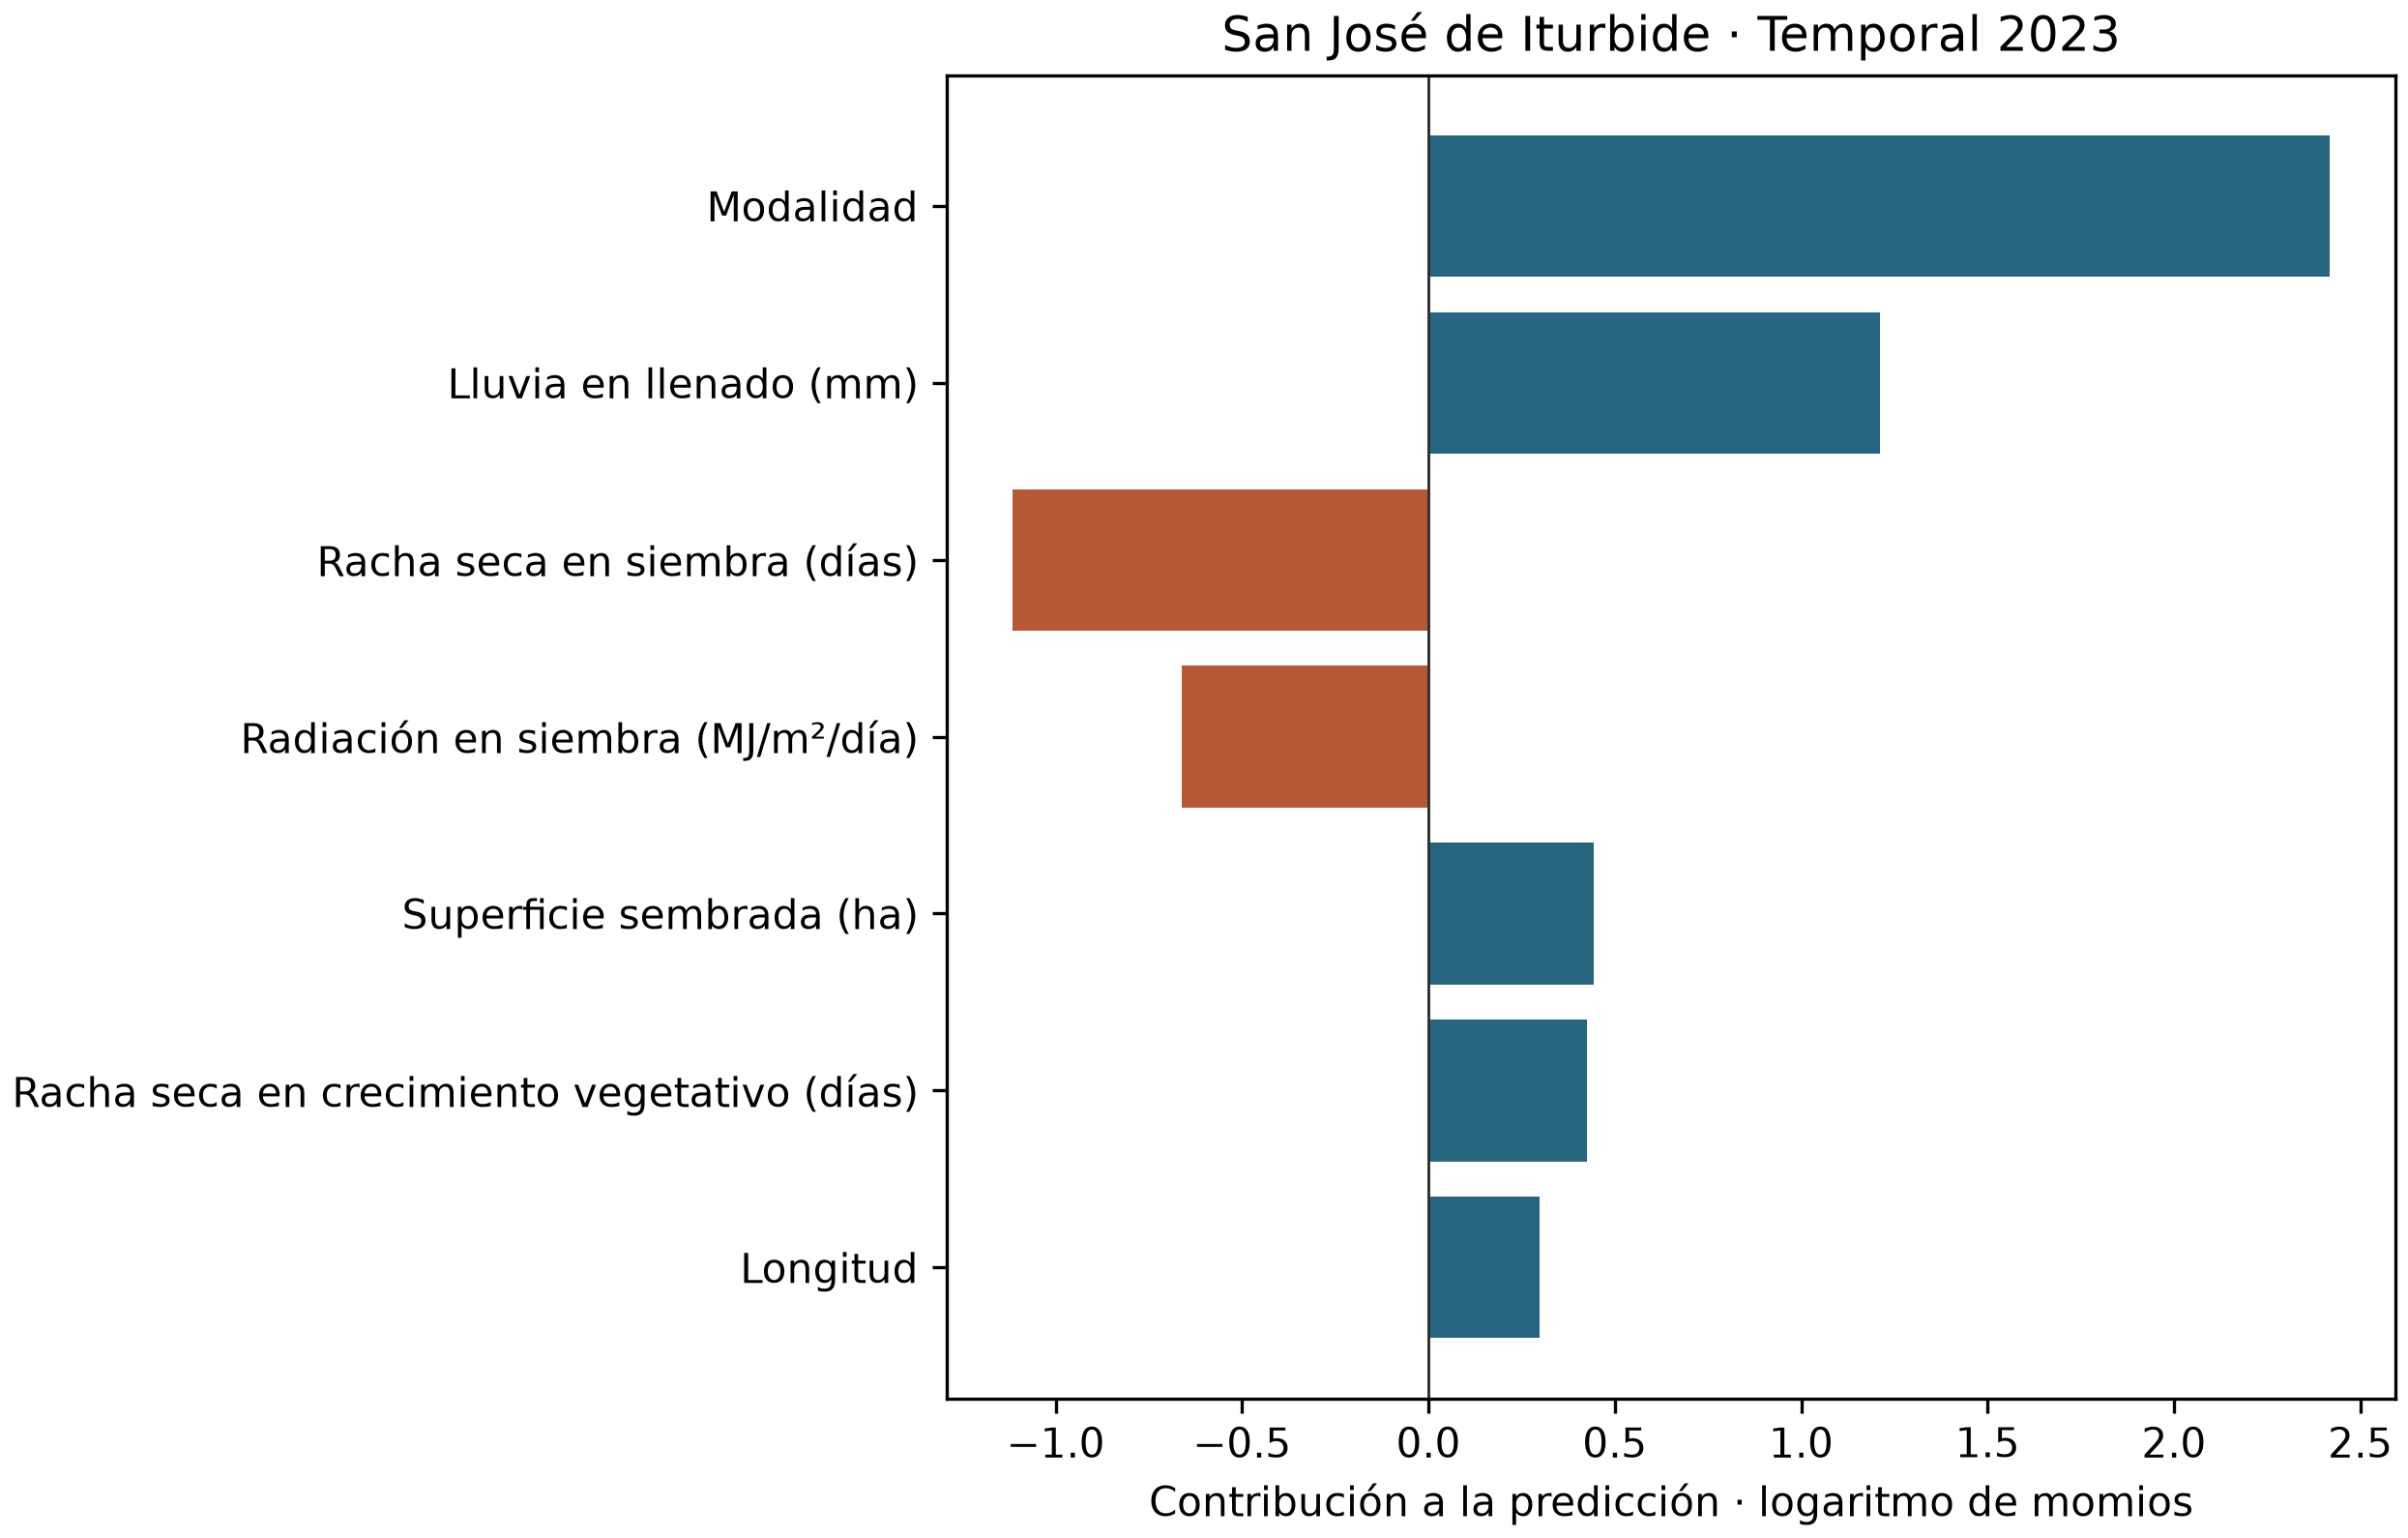 San José de Iturbide · Temporal 2023
Modalidad
Lluvia en llenado (mm)
Racha seca en siembra (días)
Radiación en siembra (MJ/m²/día)
Superficie sembrada (ha)
Racha seca en crecimiento vegetativo (días)
Longitud
−1.0 −0.5 0.0 0.5 1.0 1.5 2.0 2.5
Contribución a la predicción · logaritmo de momios